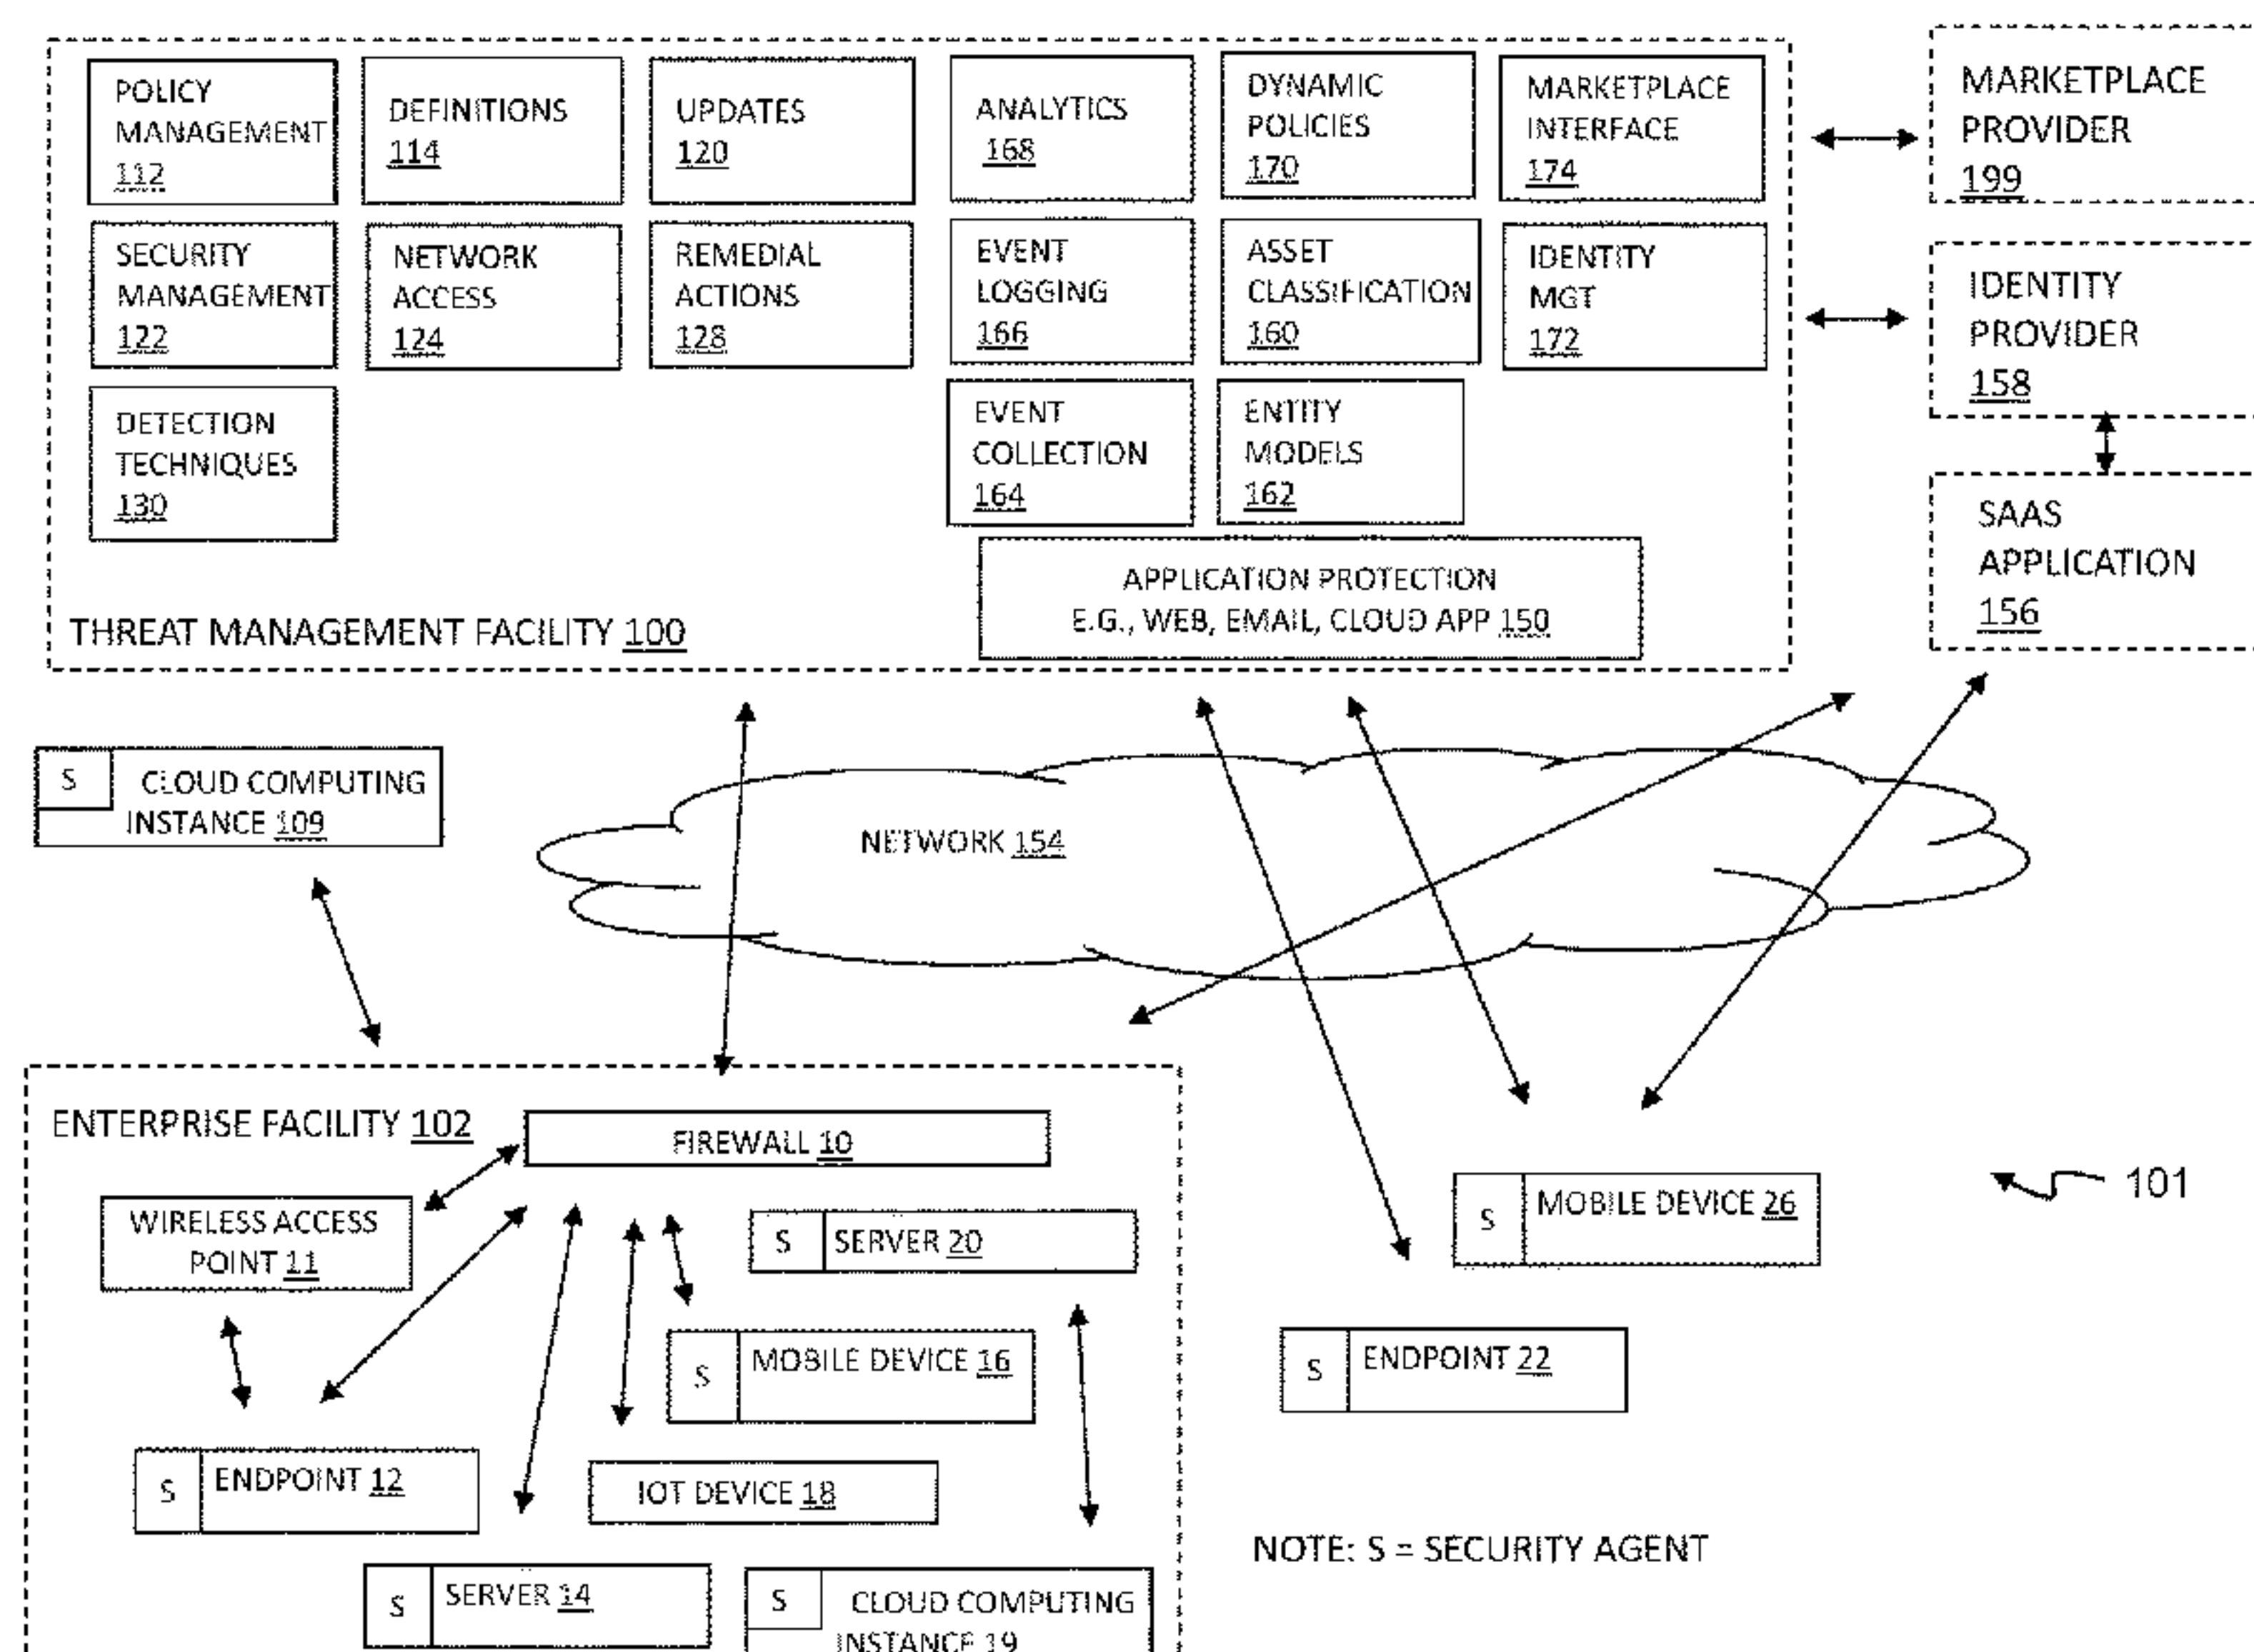 POLICY
MANAGEMENT
112
DEFINITIONS
114
UPDATES
120
ANALYTICS
168
DYNAMIC
POLICIES
170
MARKETPLACE
INTERFACE
174
MARKETPLACE
PROVIDER
199
SECURITY
MANAGEMENT
122
NETWORK
ACCESS
124
REMEDIAL
ACTIONS
128
EVENT
LOGGING
166
ASSET
CLASSIFICATION
160
IDENTITY
MGT
172
IDENTITY
PROVIDER
158
DETECTION
TECHNIQUES
130
EVENT
COLLECTION
164
ENTITY
MODELS
162
SAAS
APPLICATION
156
APPLICATION PROTECTION
E.G., WEB, EMAIL, CLOUD APP 150
THREAT MANAGEMENT FACILITY 100
S CLOUD COMPUTING
INSTANCE 109
NETWORK 154
ENTERPRISE FACILITY 102
FIREWALL 10
WIRELESS ACCESS
POINT 11
S SERVER 20
S MOBILE DEVICE 26
101
S MOBILE DEVICE 16
S ENDPOINT 22
S ENDPOINT 12
IOT DEVICE 18
NOTE: S = SECURITY AGENT
S SERVER 14
S CLOUD COMPUTING
INSTANCE 19